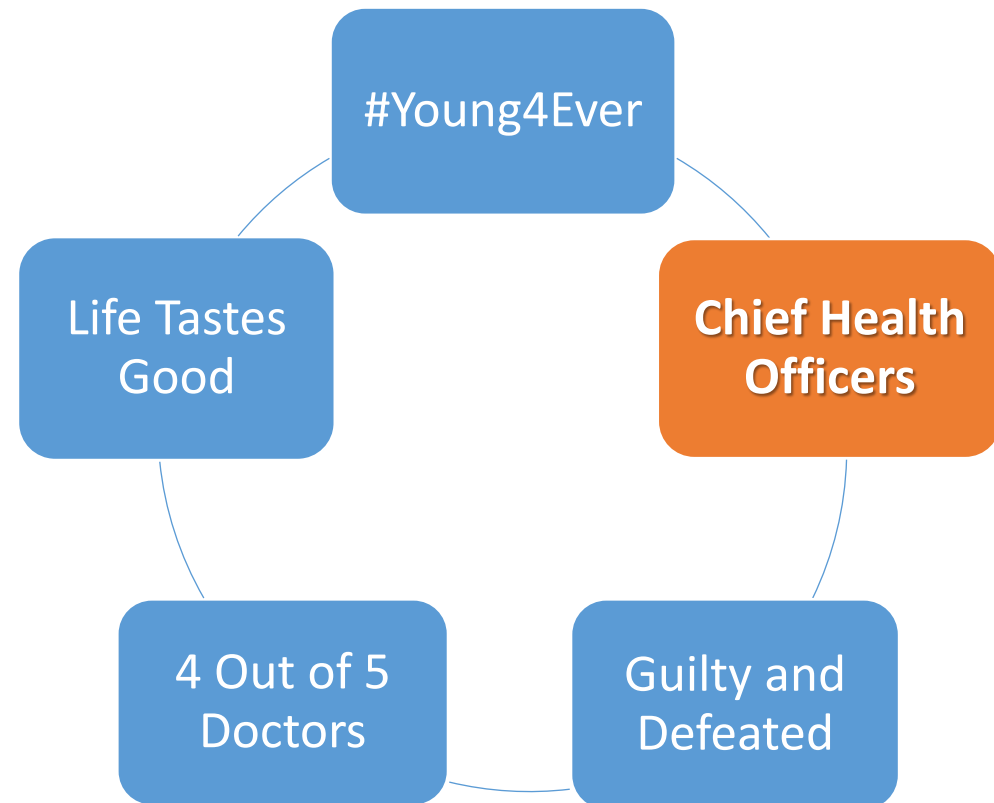 #Young4Ever
Chief Health
Officers
Guilty and
Defeated
4 Out of 5
Doctors
Life Tastes
Good